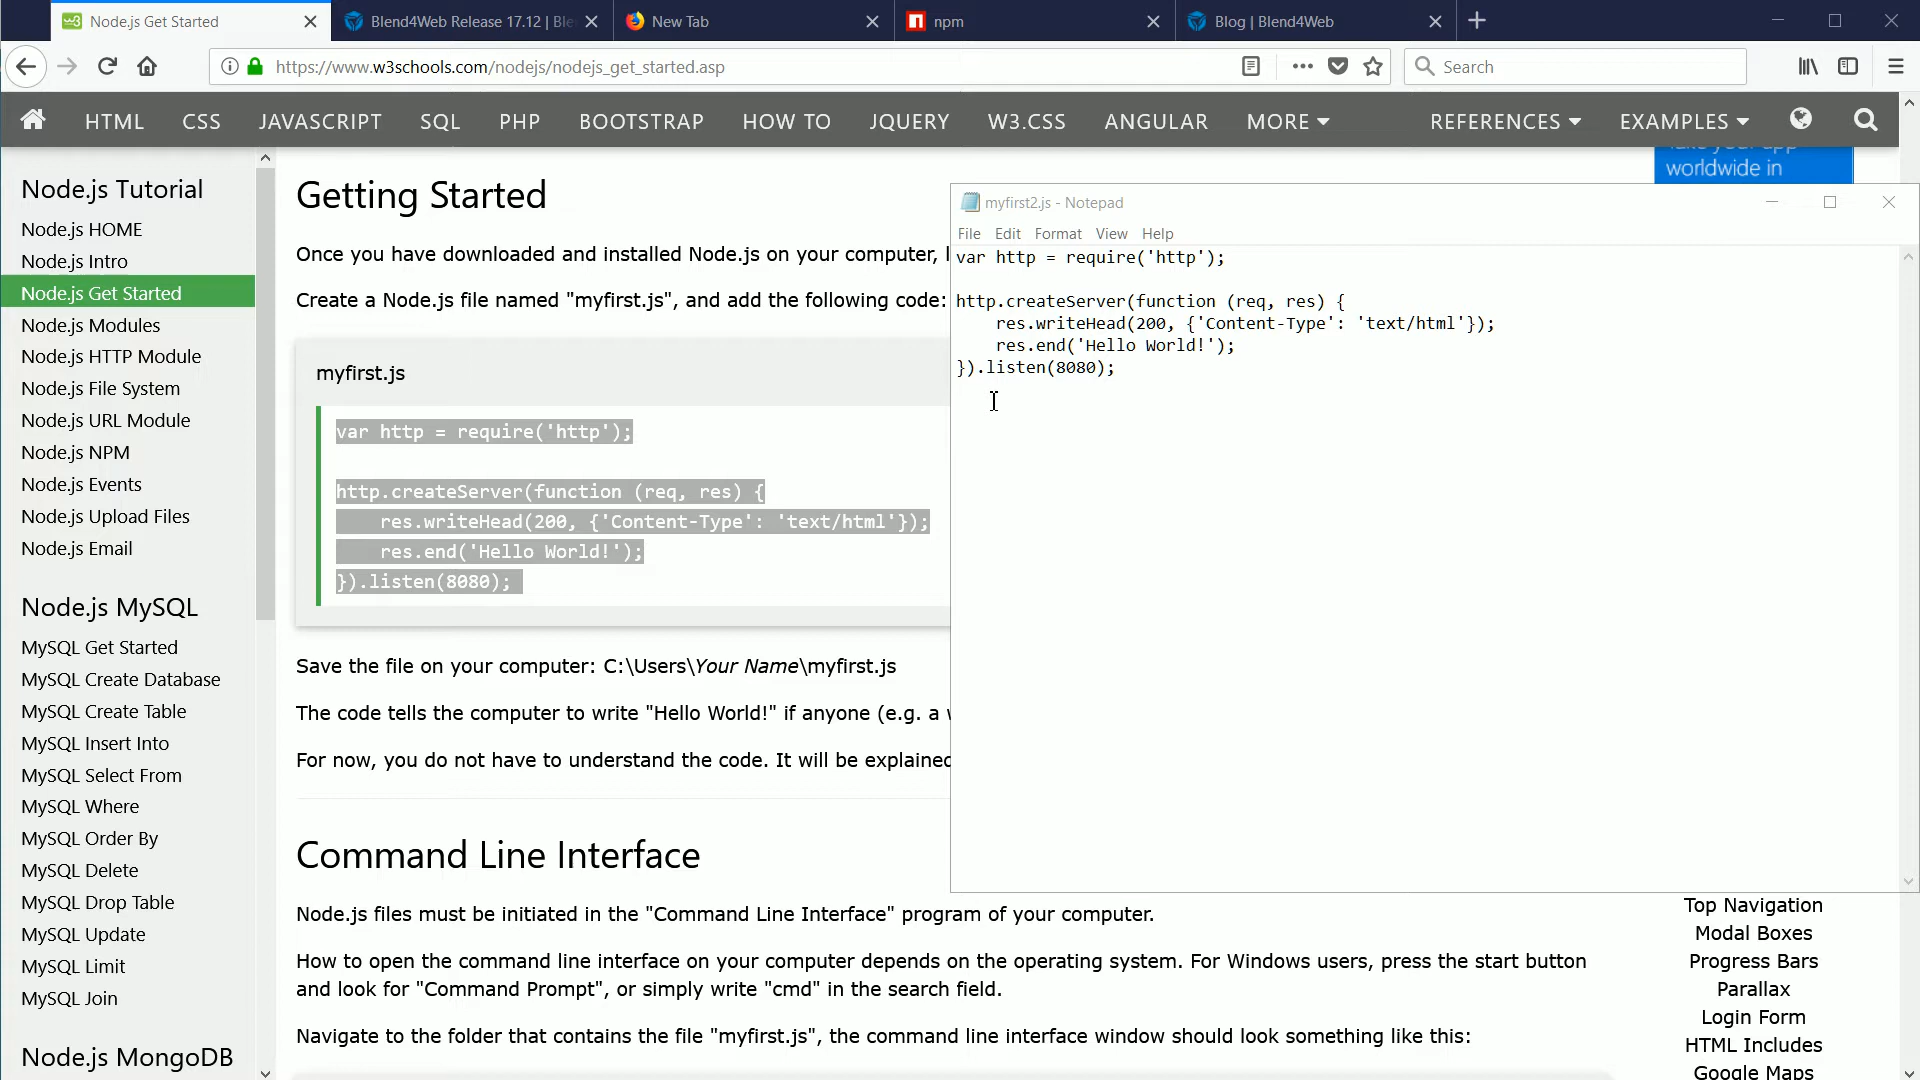 Node.js Get Started
Blend4Web Release 17.12 | Ble
New Tab
npm
Blog | Blend4Web
https://www.w3schools.com/nodejs/nodejs_get_started.asp
Search
HTML CSS JAVASCRIPT SQL PHP BOOTSTRAP HOW TO JQUERY W3.CSS ANGULAR MORE REFERENCES EXAMPLES
Node.js Tutorial
Node.js HOME
Node.js Intro
Node.js Get Started
Node.js Modules
Node.js HTTP Module
Node.js File System
Node.js URL Module
Node.js NPM
Node.js Events
Node.js Upload Files
Node.js Email
Node.js MySQL
MySQL Get Started
MySQL Create Database
MySQL Create Table
MySQL Insert Into
MySQL Select From
MySQL Where
MySQL Order By
MySQL Delete
MySQL Drop Table
MySQL Update
MySQL Limit
MySQL Join
Node.js MongoDB
Getting Started
Once you have downloaded and installed Node.js on your computer,
Create a Node.js file named "myfirst.js", and add the following code:
myfirst.js
var http = require('http');
http.createServer(function (req, res) {
res.writeHead(200, {'Content-Type': 'text/html'});
res.end('Hello World!');
}).listen(8080);
Save the file on your computer: C:\Users\Your Name\myfirst.js
The code tells the computer to write "Hello World!" if anyone (e.g. a
For now, you do not have to understand the code. It will be explained
Command Line Interface
Node.js files must be initiated in the "Command Line Interface" program of your computer.
How to open the command line interface on your computer depends on the operating system. For Windows users, press the start button
and look for "Command Prompt", or simply write "cmd" in the search field.
Navigate to the folder that contains the file "myfirst.js", the command line interface window should look something like this:
worldwide in
myfirst2.js - Notepad
File Edit Format View Help
var http = require('http');
http.createServer(function (req, res) {
res.writeHead(200, {'Content-Type': 'text/html'});
res.end('Hello World!');
}).listen(8080);
Top Navigation
Modal Boxes
Progress Bars
Parallax
Login Form
HTML Includes
Google Maps